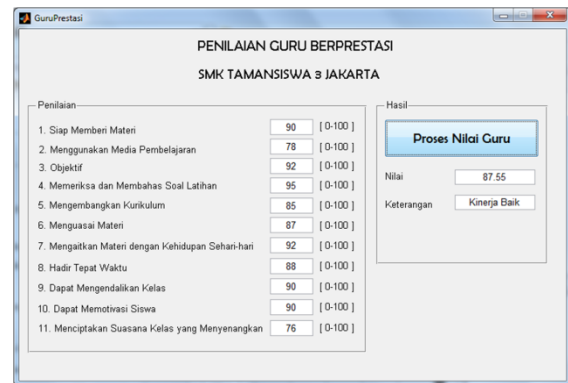 GuruPrestasi
PENILAIAN GURU BERPRESTASI
SMK TAMANSISWA 3 JAKARTA
Penilaian
1. Siap Memberi Materi 90 [ 0-100 ]
2. Menggunakan Media Pembelajaran 78 [ 0-100 ]
3. Objektif 92 [ 0-100 ]
4. Memeriksa dan Membahas Soal Latihan 95 [ 0-100 ]
5. Mengembangkan Kurikulum 85 [ 0-100 ]
6. Menguasai Materi 87 [ 0-100 ]
7. Mengaitkan Materi dengan Kehidupan Sehari-hari 92 [ 0-100 ]
8. Hadir Tepat Waktu 88 [ 0-100 ]
9. Dapat Mengendalikan Kelas 90 [ 0-100 ]
10. Dapat Memotivasi Siswa 90 [ 0-100 ]
11. Menciptakan Suasana Kelas yang Menyenangkan 76 [ 0-100 ]
Hasil
Proses Nilai Guru
Nilai 87.55
Keterangan Kinerja Baik